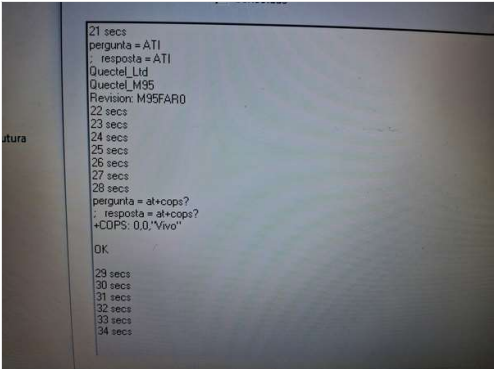 utura
21 secs
pergunta = ATI
; resposta = ATI
Quectel_Ltd
Quectel_M95
Revision: M95FAR0
22 secs
23 secs
24 secs
25 secs
26 secs
27 secs
28 secs
pergunta = at+cops?
; resposta = at+cops?
+COPS: 0,0,"Vivo"
OK
29 secs
30 secs
31 secs
32 secs
33 secs
34 secs